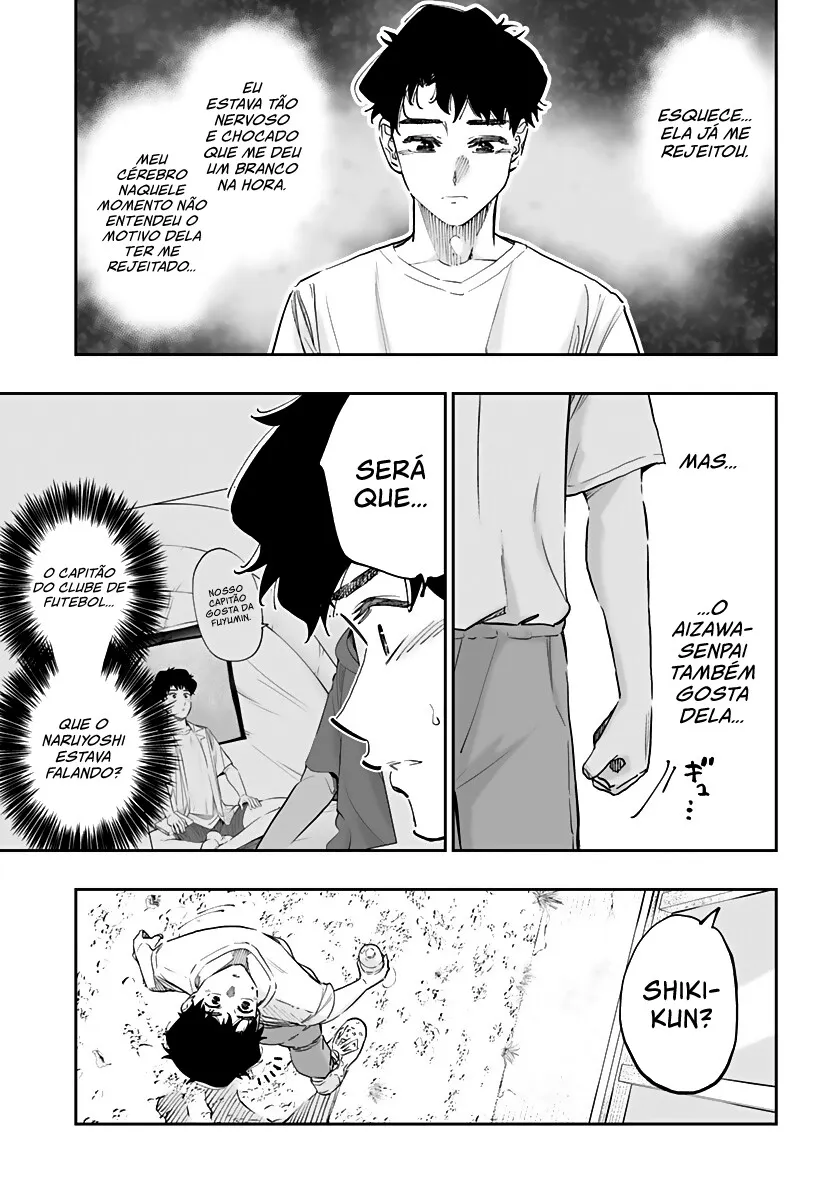 ESQUECE...
ELA JÁ ME
REJEITOU.
EU
ESTAVA TÃO
NERVOSO
E CHOCADO
QUE ME DEU
UM BRANCO
NA HORA.
MEU
CÉREBRO
NAQUELE
MOMENTO NÃO
ENTENDEU O
MOTIVO DELA
TER ME
REJEITADO...
MAS...
...O
AIZAWA-
SENPAI
TAMBÉM
GOSTA
DELA...
ギュ
...
SERÁ
QUE...
NOSSO
CAPITÃO
GOSTA DA
FUYUMIN.
O CAPITÃO
DO CLUBE DE
FUTEBOL...
QUE O
NARUYOSHI
ESTAVA
FALANDO?
SHIKI-
KUN?